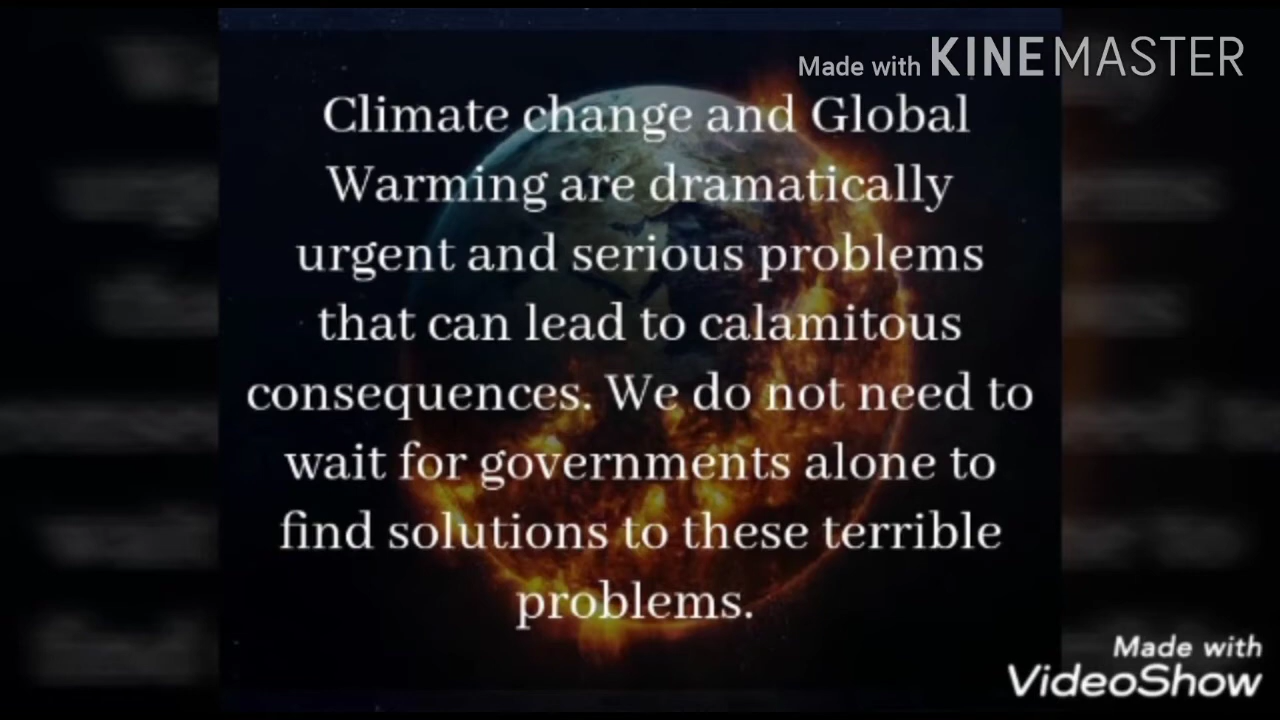 Made with KINEMASTER
Climate change and Global
Warming are dramatically
urgent and serious problems
that can lead to calamitous
consequences. We do not need to
wait for governments alone to
find solutions to these terrible
problems.
Made with
VideoShow